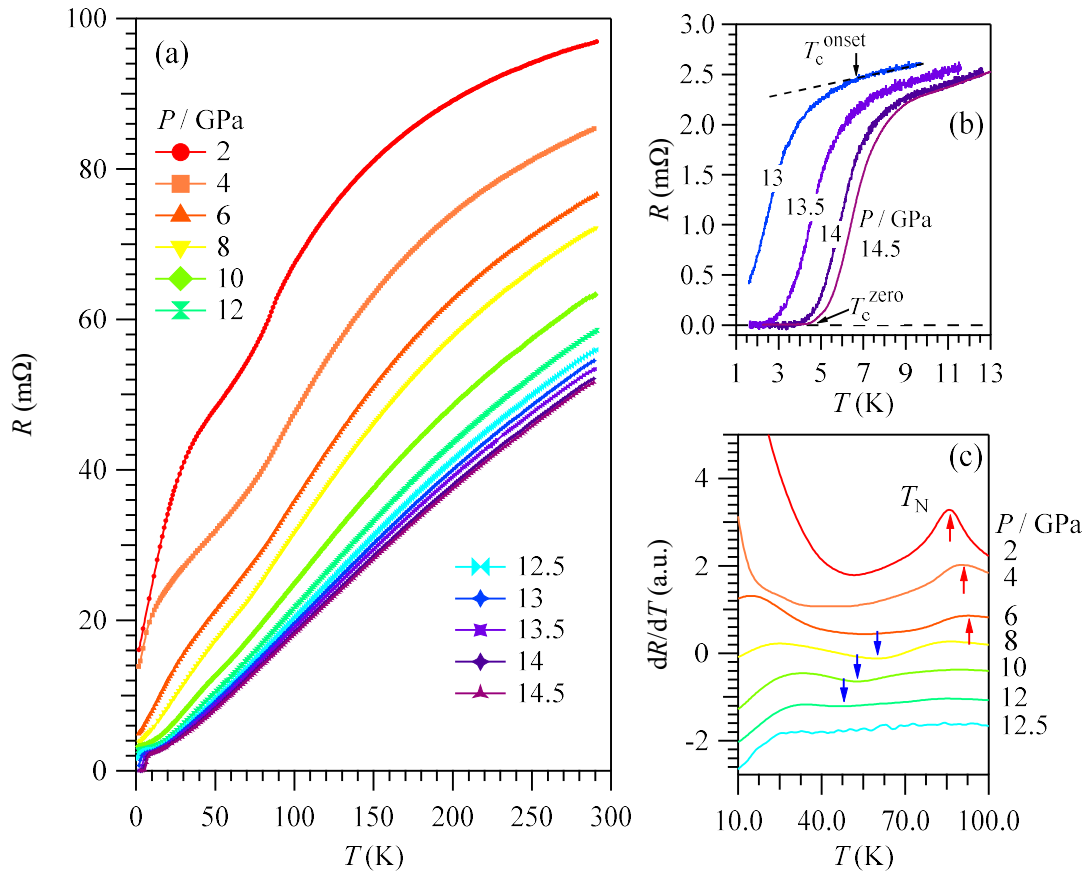 (a)
P / GPa
2
4
6
8
10
12
12.5
13
13.5
14
14.5
100
80
60
40
20
0
R (mΩ)
0 50 100 150 200 250 300
T (K)
(b)
Tc onset
13
13.5
14
P / GPa
14.5
Tc zero
3.0
2.5
2.0
1.5
1.0
0.5
0.0
R (mΩ)
1 3 5 7 9 11 13
T (K)
(c)
TN
P / GPa
2
4
6
8
10
12
12.5
4
2
0
-2
dR/dT (a.u.)
10.0 40.0 70.0 100.0
T (K)